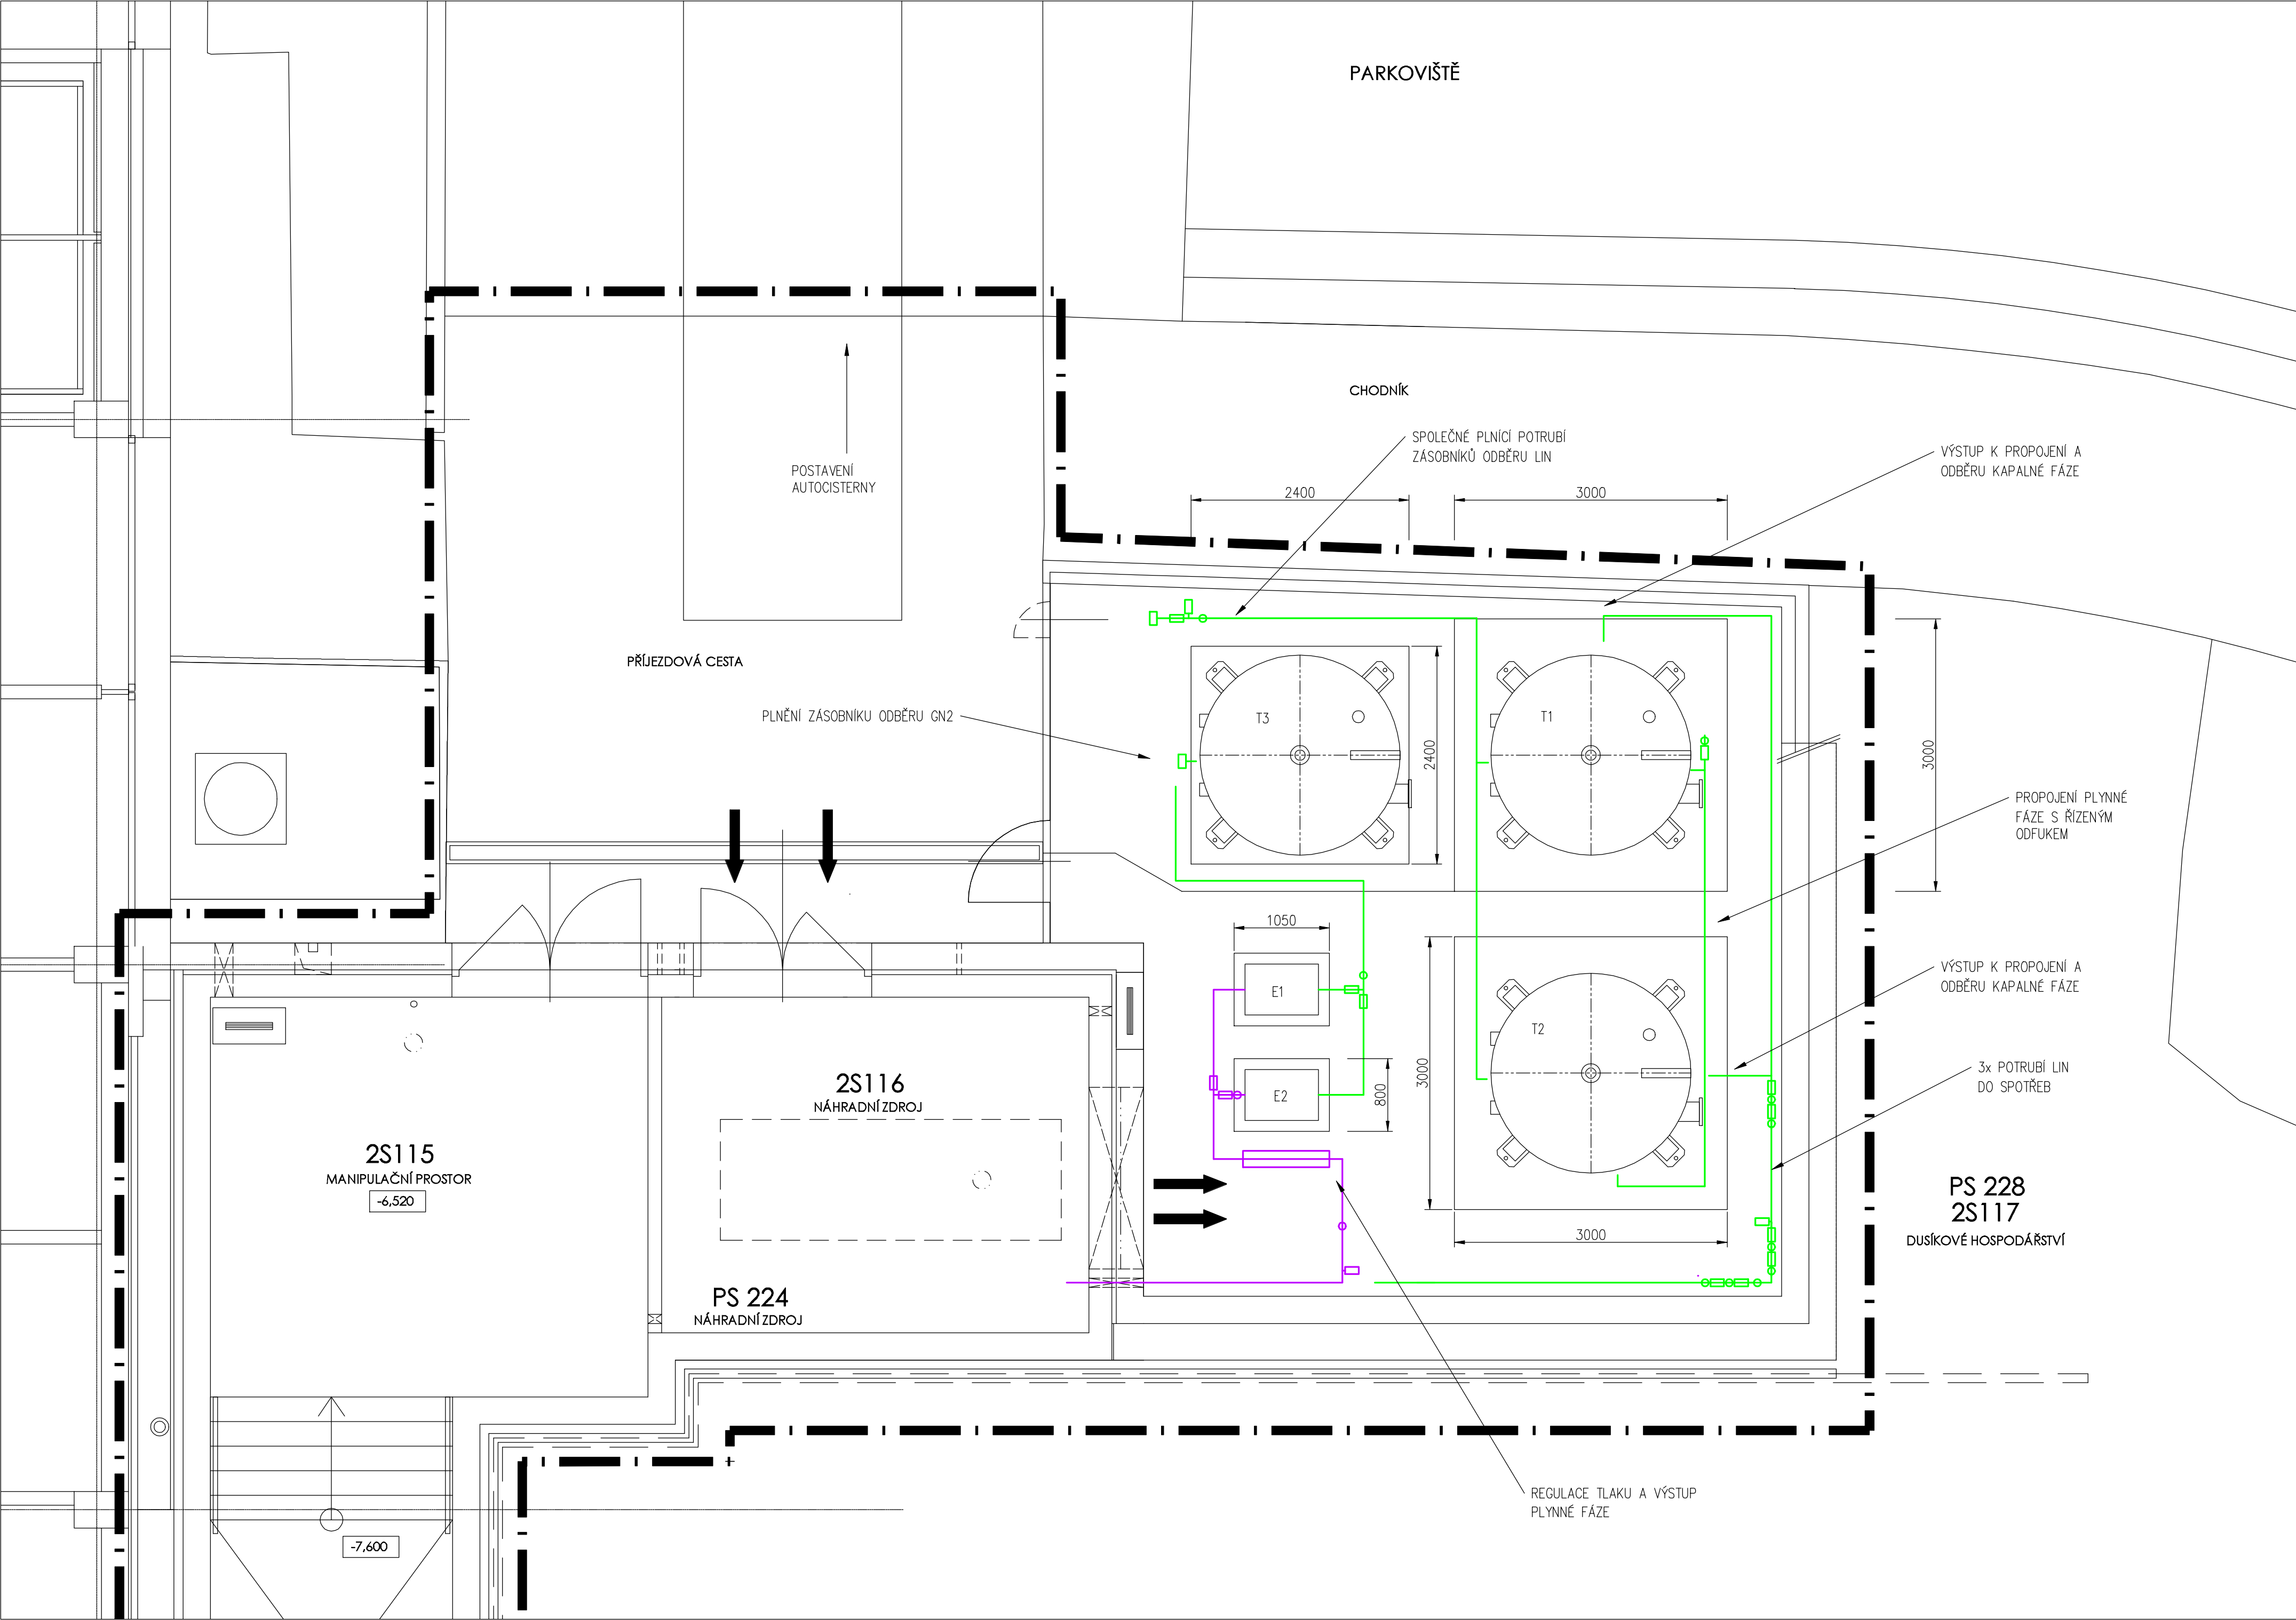 PARKOVIŠTĚ
CHODNÍK
SPOLEČNÉ PLNÍCÍ POTRUBÍ
ZÁSOBNÍKŮ ODBĚRU LIN
VÝSTUP K PROPOJENÍ A
ODBĚRU KAPALNÉ FÁZE
POSTAVENÍ
AUTOCISTERNY
2400
3000
PŘÍJEZDOVÁ CESTA
PLNĚNÍ ZÁSOBNÍKU ODBĚRU GN2
T3
T1
2400
3000
PROPOJENÍ PLYNNÉ
FÁZE S ŘÍZENÝM
ODFUKEM
1050
E1
VÝSTUP K PROPOJENÍ A
ODBĚRU KAPALNÉ FÁZE
T2
3000
800
E2
3x POTRUBÍ LIN
DO SPOTŘEB
2S116
NÁHRADNÍ ZDROJ
2S115
MANIPULAČNÍ PROSTOR
-6,520
PS 228
2S117
DUSÍKOVÉ HOSPODÁŘSTVÍ
3000
PS 224
NÁHRADNÍ ZDROJ
REGULACE TLAKU A VÝSTUP
PLYNNÉ FÁZE
-7,600